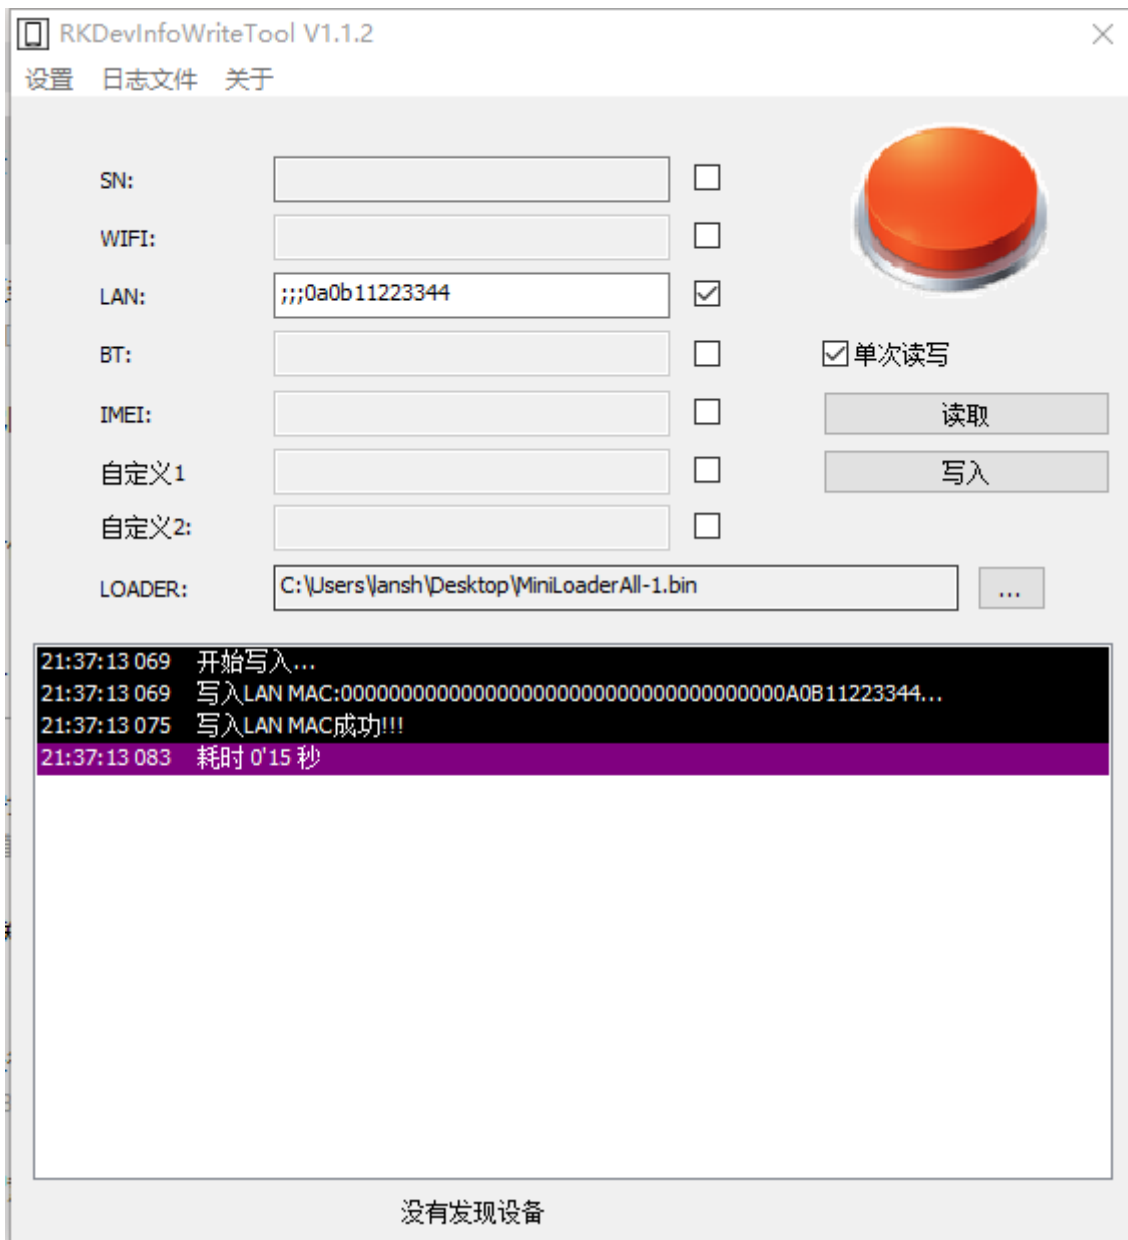 RKDevInfoWriteTool V1.1.2
设置 日志文件 关于
SN:
WIFI:
LAN: ;;;0a0b11223344
BT: 单次读写
IMEI: 读取
自定义1 写入
自定义2:
LOADER: C:\Users\lansh\Desktop\MiniLoaderAll-1.bin ...
21:37:13 069 开始写入...
21:37:13 069 写入LAN MAC:0000000000000000000000000000000000000A0B11223344...
21:37:13 075 写入LAN MAC成功!!!
21:37:13 083 耗时 0'15 秒
没有发现设备